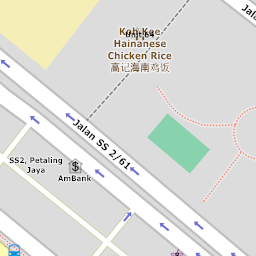 Koh Kee
Hainanese
Chicken Rice
高记海南鸡饭
Jalan SS 2/61
SS2, Petaling
Jaya
$
AmBank
Jala